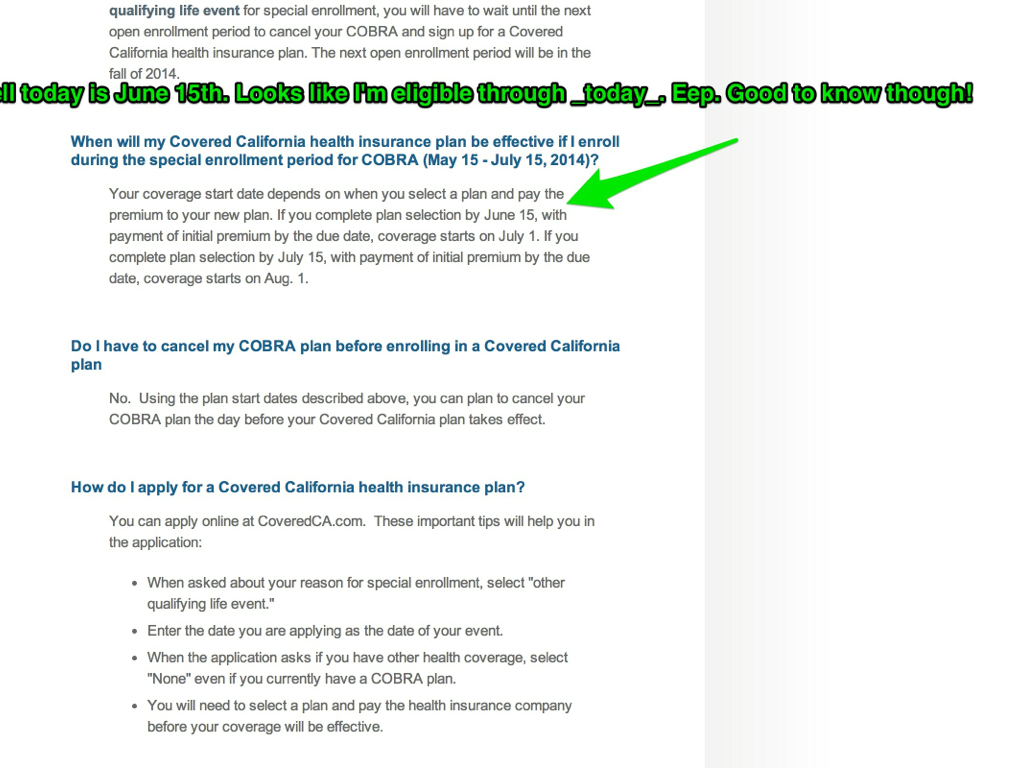 qualifying life event for special enrollment, you will have to wait until the next
open enrollment period to cancel your COBRA and sign up for a Covered
California health insurance plan. The next open enrollment period will be in the
fall of 2014.
ll today is June 15th. Looks like I'm eligible through _today_. Eep. Good to know though!
When will my Covered California health insurance plan be effective if I enroll
during the special enrollment period for COBRA (May 15 - July 15, 2014)?
Your coverage start date depends on when you select a plan and pay the
premium to your new plan. If you complete plan selection by June 15, with
payment of initial premium by the due date, coverage starts on July 1. If you
complete plan selection by July 15, with payment of initial premium by the due
date, coverage starts on Aug. 1.
Do I have to cancel my COBRA plan before enrolling in a Covered California
plan
No.  Using the plan start dates described above, you can plan to cancel your
COBRA plan the day before your Covered California plan takes effect.
How do I apply for a Covered California health insurance plan?
You can apply online at CoveredCA.com.  These important tips will help you in
the application:
• When asked about your reason for special enrollment, select "other
qualifying life event."
• Enter the date you are applying as the date of your event.
• When the application asks if you have other health coverage, select
"None" even if you currently have a COBRA plan.
• You will need to select a plan and pay the health insurance company
before your coverage will be effective.